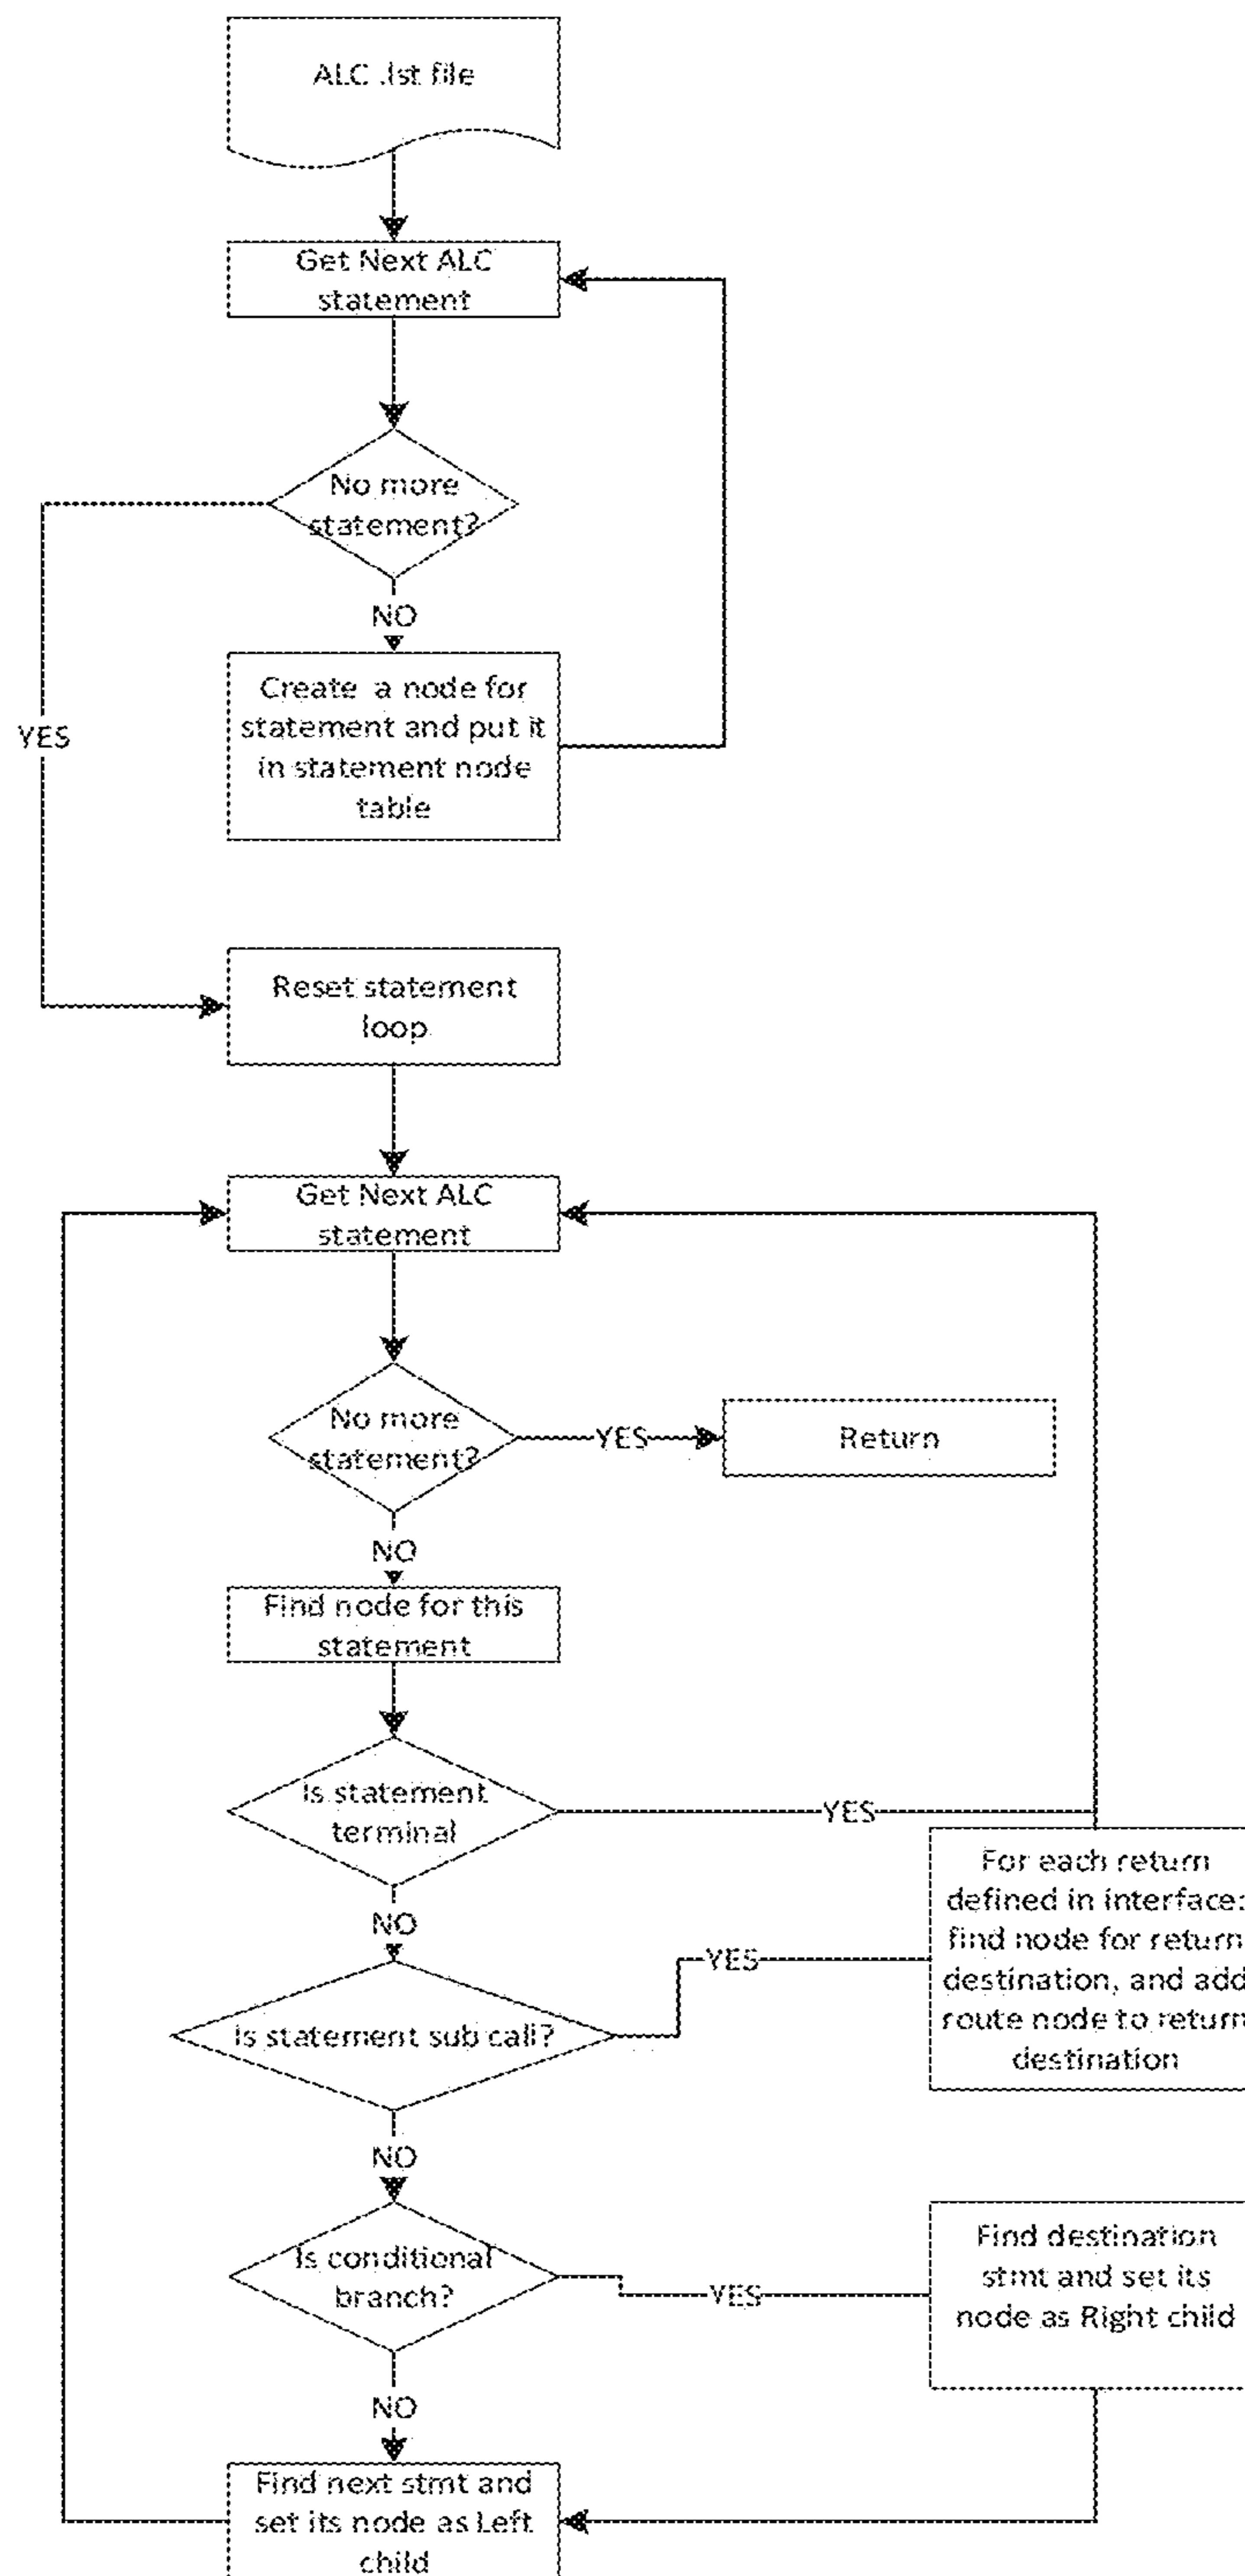 ALC .lst file
Get Next ALC
statement
No more
statement?
NO
Create a node for
statement and put it
in statement node
table
YES
Reset statement
loop
Get Next ALC
statement
No more
statement?
YES
Return
NO
Find node for this
statement
Is statement
terminal
YES
NO
For each return
defined in interface:
find node for return
destination, and add
route node to return
destination
Is statement sub call?
YES
NO
Is conditional
branch?
YES
Find destination
stmt and set its
node as Right child
NO
Find next stmt and
set its node as Left
child